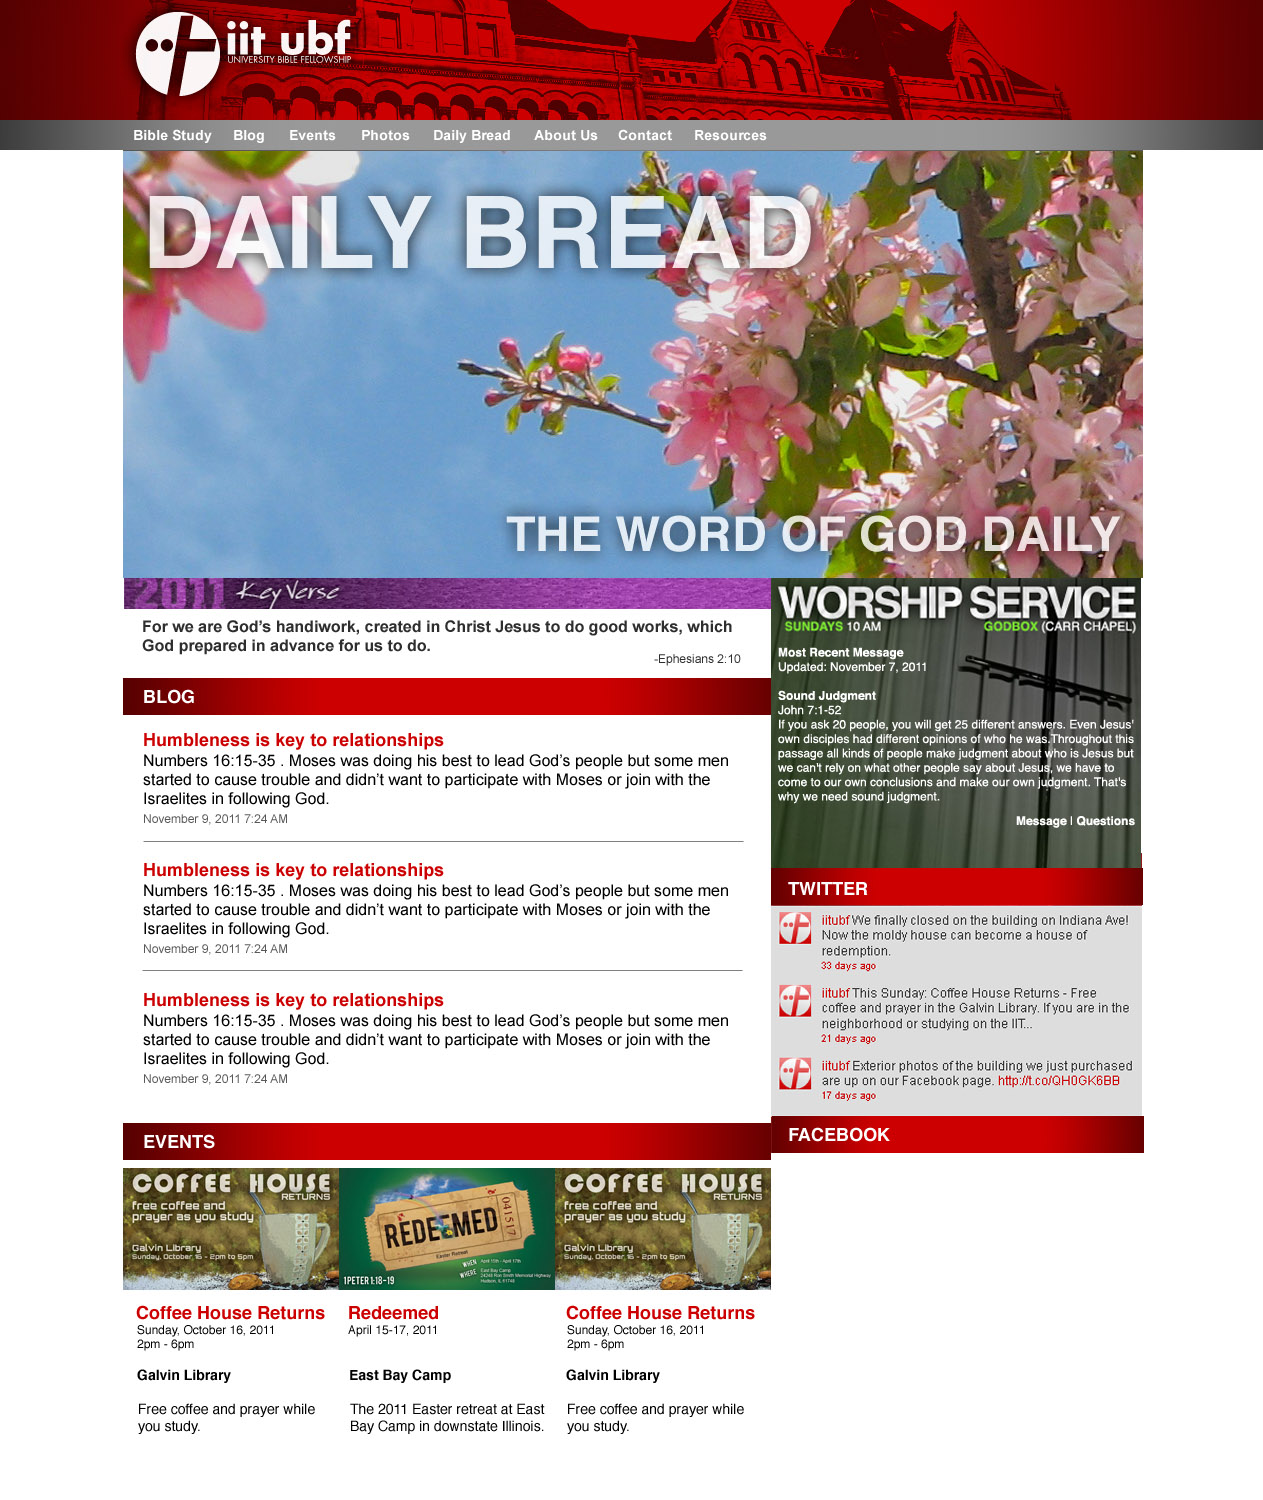 iit ubf
UNIVERSITY BIBLE FELLOWSHIP
Bible Study Blog Events Photos Daily Bread About Us Contact Resources
DAILY BREAD
THE WORD OF GOD DAILY
2011 Key Verse
For we are God's handiwork, created in Christ Jesus to do good works, which
God prepared in advance for us to do.
-Ephesians 2:10
BLOG
Humbleness is key to relationships
Numbers 16:15-35 . Moses was doing his best to lead God's people but some men
started to cause trouble and didn't want to participate with Moses or join with the
Israelites in following God.
November 9, 2011 7:24 AM
Humbleness is key to relationships
Numbers 16:15-35 . Moses was doing his best to lead God's people but some men
started to cause trouble and didn't want to participate with Moses or join with the
Israelites in following God.
November 9, 2011 7:24 AM
Humbleness is key to relationships
Numbers 16:15-35 . Moses was doing his best to lead God's people but some men
started to cause trouble and didn't want to participate with Moses or join with the
Israelites in following God.
November 9, 2011 7:24 AM
WORSHIP SERVICE
SUNDAYS 10 AM GODBOX (CARR CHAPEL)
Most Recent Message
Updated: November 7, 2011
Sound Judgment
John 7:1-52
If you ask 20 people, you will get 25 different answers. Even Jesus'
own disciples had different opinions of who he was.Throughout this
passage all kinds of people make judgment about who is Jesus but
we can't rely on what other people say about Jesus, we have to
come to our own conclusions and make our own judgment. That's
why we need sound judgment.
Message | Questions
TWITTER
iitubf We finally closed on the building on Indiana Ave!
Now the moldy house can become a house of
redemption.
33 days ago
iitubf This Sunday: Coffee House Returns - Free
coffee and prayer in the Galvin Library. If you are in the
neighborhood or studying on the IIT...
21 days ago
iitubf Exterior photos of the building we just purchased
are up on our Facebook page. http://t.co/QH0GK6BB
17 days ago
FACEBOOK
EVENTS
COFFEE HOUSE
RETURNS
free coffee and
prayer as you study
Galvin Library
Sunday, October 16 - 2pm to 5pm
REDEEMED
041517
Easter Retreat
1PETER 1:18-19
WHEN April 15th - April 17th
WHERE East Bay Camp
24248 Ron Smith Memorial Highway
Hudson, IL 61748
COFFEE HOUSE
RETURNS
free coffee and
prayer as you study
Galvin Library
Sunday, October 16 - 2pm to 5pm
Coffee House Returns
Sunday, October 16, 2011
2pm - 6pm
Galvin Library
Free coffee and prayer while
you study.
Redeemed
April 15-17, 2011
East Bay Camp
The 2011 Easter retreat at East
Bay Camp in downstate Illinois.
Coffee House Returns
Sunday, October 16, 2011
2pm - 6pm
Galvin Library
Free coffee and prayer while
you study.